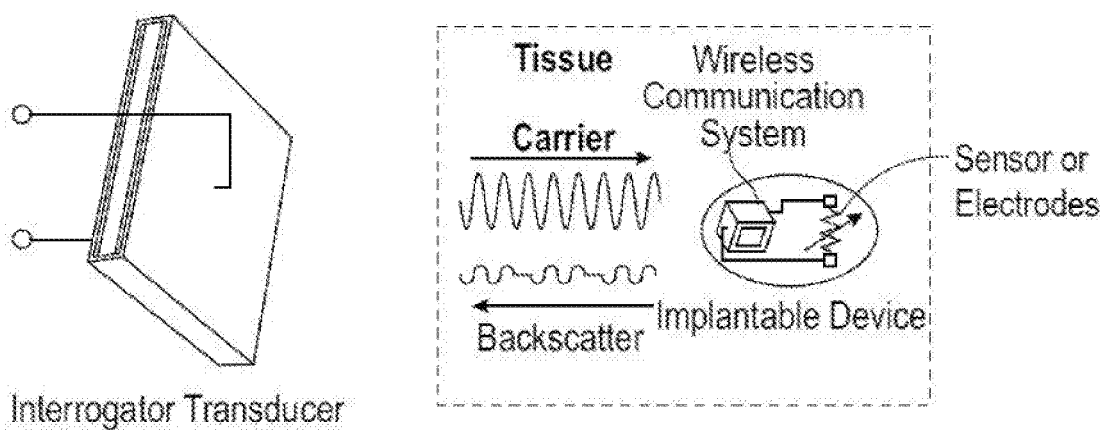 Tissue
Wireless
Communication
System
Carrier
Sensor or
Electrodes
Backscatter
Implantable Device
Interrogator Transducer